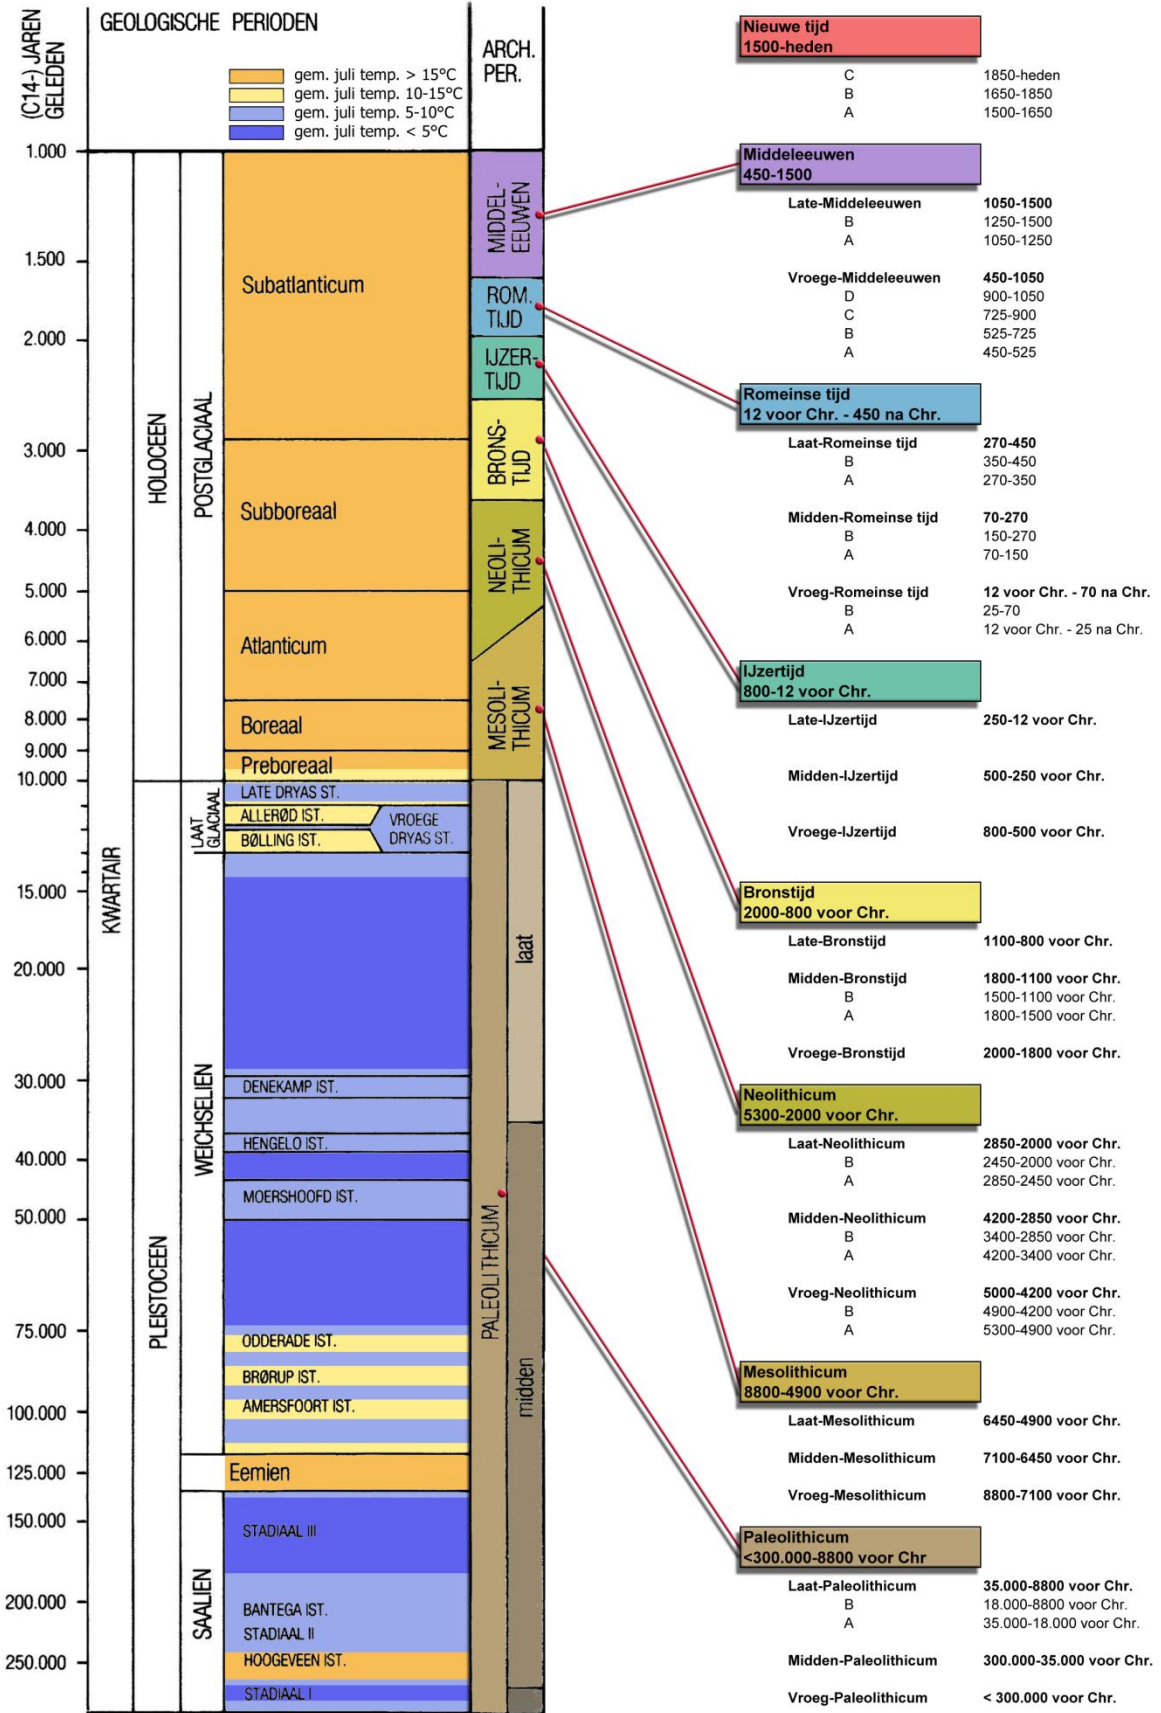 GEOLOGISCHE PERIODEN
(C14-) JAREN
GELEDEN
gem. juli temp. > 15°C
gem. juli temp. 10-15°C
gem. juli temp. 5-10°C
gem. juli temp. < 5°C
ARCH.
PER.
1.000
1.500
2.000
3.000
4.000
5.000
6.000
7.000
8.000
9.000
10.000
15.000
20.000
30.000
40.000
50.000
75.000
100.000
125.000
150.000
200.000
250.000
KWARTAIR
HOLOCEEN
PLEISTOCEEN
POSTGLACIAAL
LAAT
GLACIAAL
WEICHSELIEN
SAALIEN
Subatlanticum
Subboreaal
Atlanticum
Boreaal
Preboreaal
LATE DRYAS ST.
ALLERØD IST.
VROEGE
DRYAS ST.
BØLLING IST.
DENEKAMP IST.
HENGELO IST.
MOERSHOOFD IST.
ODDERADE IST.
BRØRUP IST.
AMERSFOORT IST.
Eemien
STADIAAL III
BANTEGA IST.
STADIAAL II
HOOGEVEEN IST.
STADIAAL I
MIDDEL-
EEUWEN
ROM.
TIJD
IJZER-
TIJD
BRONS-
TIJD
NEOLI-
THICUM
MESOLI-
THICUM
PALEOLITHICUM
laat
midden
Nieuwe tijd
1500-heden
C 1850-heden
B 1650-1850
A 1500-1650
Middeleeuwen
450-1500
Late-Middeleeuwen 1050-1500
B 1250-1500
A 1050-1250
Vroege-Middeleeuwen 450-1050
D 900-1050
C 725-900
B 525-725
A 450-525
Romeinse tijd
12 voor Chr. - 450 na Chr.
Laat-Romeinse tijd 270-450
B 350-450
A 270-350
Midden-Romeinse tijd 70-270
B 150-270
A 70-150
Vroeg-Romeinse tijd 12 voor Chr. - 70 na Chr.
B 25-70
A 12 voor Chr. - 25 na Chr.
IJzertijd
800-12 voor Chr.
Late-IJzertijd 250-12 voor Chr.
Midden-IJzertijd 500-250 voor Chr.
Vroege-IJzertijd 800-500 voor Chr.
Bronstijd
2000-800 voor Chr.
Late-Bronstijd 1100-800 voor Chr.
Midden-Bronstijd 1800-1100 voor Chr.
B 1500-1100 voor Chr.
A 1800-1500 voor Chr.
Vroege-Bronstijd 2000-1800 voor Chr.
Neolithicum
5300-2000 voor Chr.
Laat-Neolithicum 2850-2000 voor Chr.
B 2450-2000 voor Chr.
A 2850-2450 voor Chr.
Midden-Neolithicum 4200-2850 voor Chr.
B 3400-2850 voor Chr.
A 4200-3400 voor Chr.
Vroeg-Neolithicum 5000-4200 voor Chr.
B 4900-4200 voor Chr.
A 5300-4900 voor Chr.
Mesolithicum
8800-4900 voor Chr.
Laat-Mesolithicum 6450-4900 voor Chr.
Midden-Mesolithicum 7100-6450 voor Chr.
Vroeg-Mesolithicum 8800-7100 voor Chr.
Paleolithicum
<300.000-8800 voor Chr
Laat-Paleolithicum 35.000-8800 voor Chr.
B 18.000-8800 voor Chr.
A 35.000-18.000 voor Chr.
Midden-Paleolithicum 300.000-35.000 voor Chr.
Vroeg-Paleolithicum < 300.000 voor Chr.